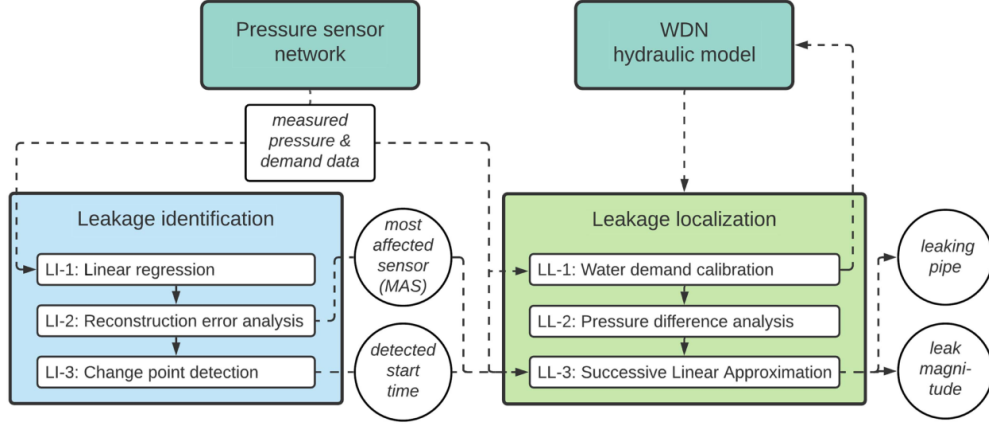 Pressure sensor
network
WDN
hydraulic model
measured
pressure &
demand data
Leakage identification
LI-1: Linear regression
LI-2: Reconstruction error analysis
LI-3: Change point detection
most
affected
sensor
(MAS)
detected
start
time
Leakage localization
LL-1: Water demand calibration
LL-2: Pressure difference analysis
LL-3: Successive Linear Approximation
leaking
pipe
leak
magni-
tude